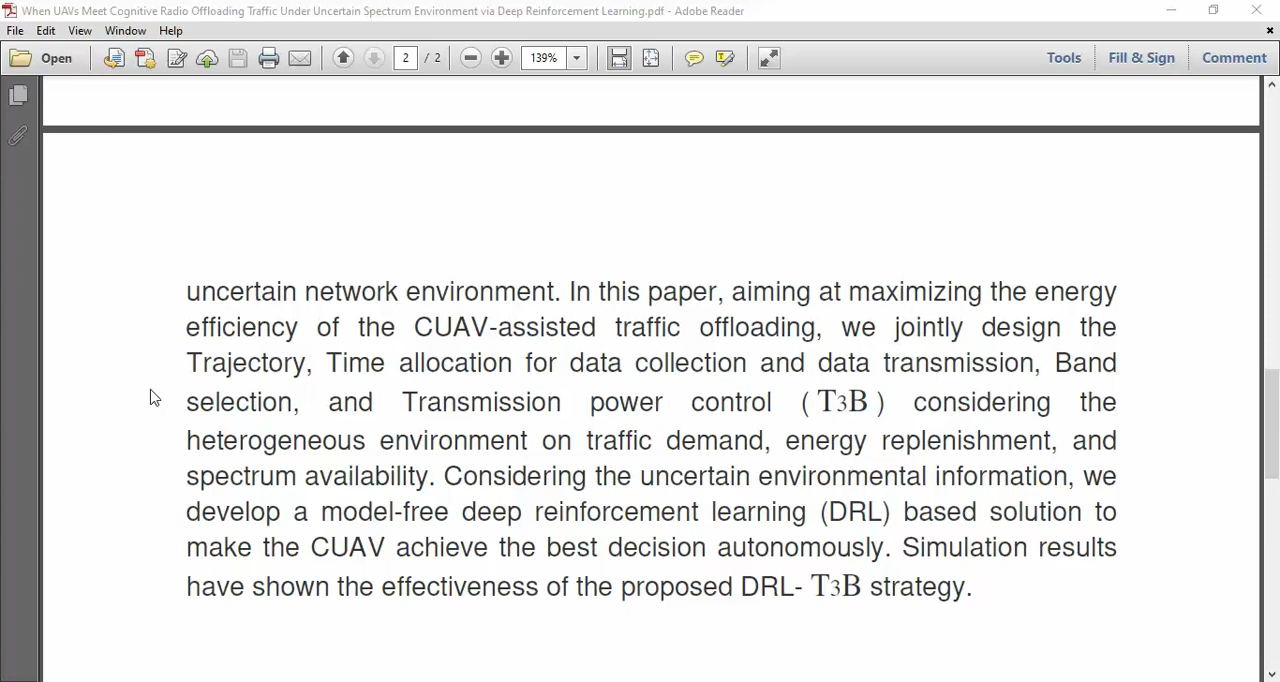 When UAVs Meet Cognitive Radio Offloading Traffic Under Uncertain Spectrum Environment via Deep Reinforcement Learning.pdf - Adobe Reader
File Edit View Window Help
Open 2 / 2 139% Tools Fill & Sign Comment
uncertain network environment. In this paper, aiming at maximizing the energy
efficiency of the CUAV-assisted traffic offloading, we jointly design the
Trajectory, Time allocation for data collection and data transmission, Band
selection, and Transmission power control ( T3B ) considering the
heterogeneous environment on traffic demand, energy replenishment, and
spectrum availability. Considering the uncertain environmental information, we
develop a model-free deep reinforcement learning (DRL) based solution to
make the CUAV achieve the best decision autonomously. Simulation results
have shown the effectiveness of the proposed DRL- T3B strategy.